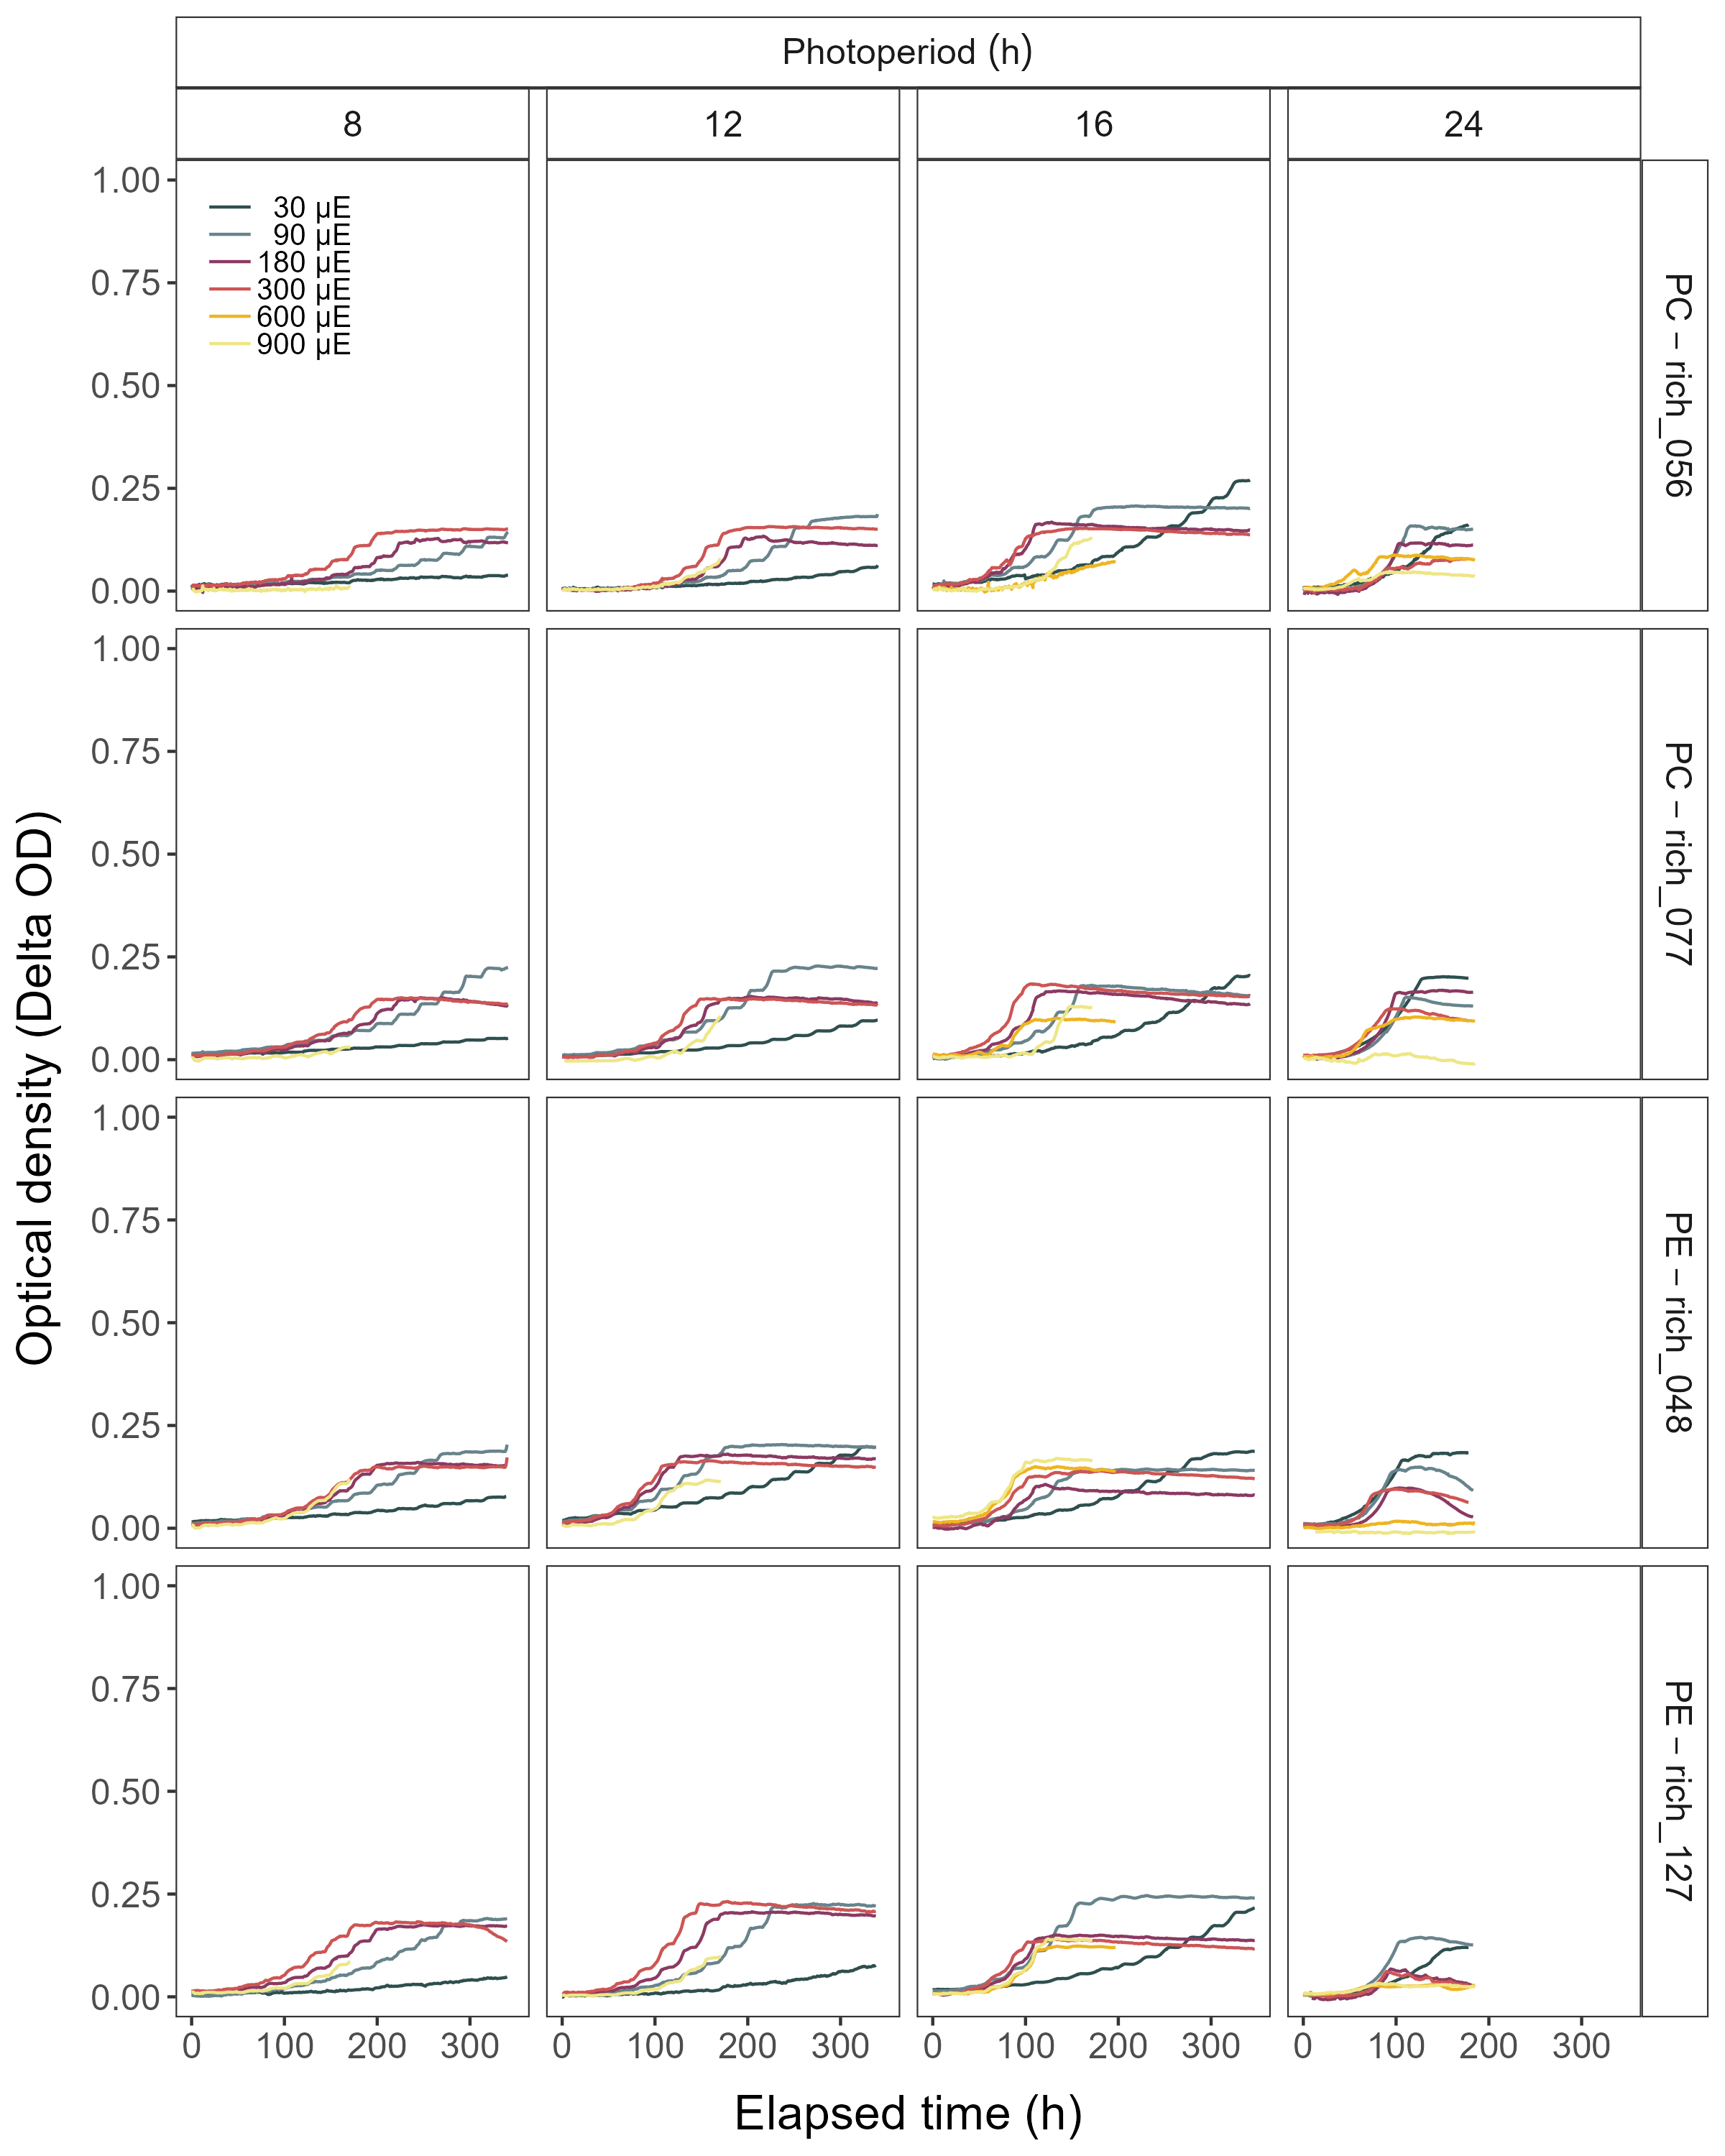 Photoperiod (h)
8 12 16 24
1.00
0.75
0.50
0.25
0.00
30 µE
90 µE
180 µE
300 µE
600 µE
900 µE
PC – rich_056
1.00
0.75
0.50
0.25
0.00
PC – rich_077
1.00
0.75
0.50
0.25
0.00
PE – rich_048
1.00
0.75
0.50
0.25
0.00
PE – rich_127
Optical density (Delta OD)
0 100 200 300 0 100 200 300 0 100 200 300 0 100 200 300
Elapsed time (h)